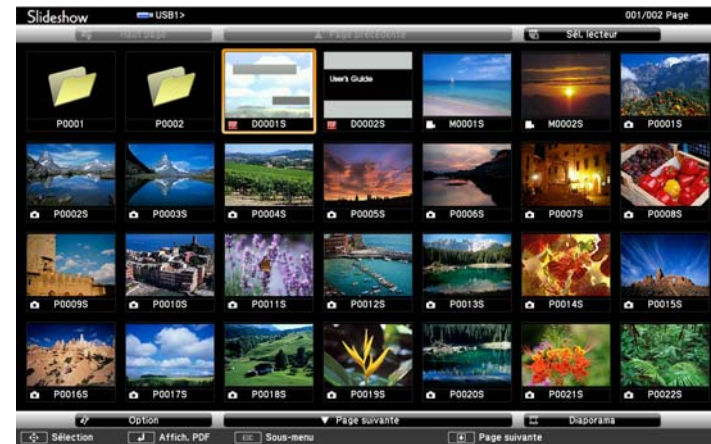 Slideshow USB1> 001/002 Page
Haut page Page précédente Sél. lecteur
User's Guide
P0001 P0002 D0001S D0002S M0001S M0002S P0001S
P0002S P0003S P0004S P0005S P0006S P0007S P0008S
P0009S P0010S P0011S P0012S P0013S P0014S P0015S
P0016S P0017S P0018S P0019S P0020S P0021S P0022S
Option Page suivante Diaporama
Sélection Affich. PDF ESC Sous-menu Page suivante